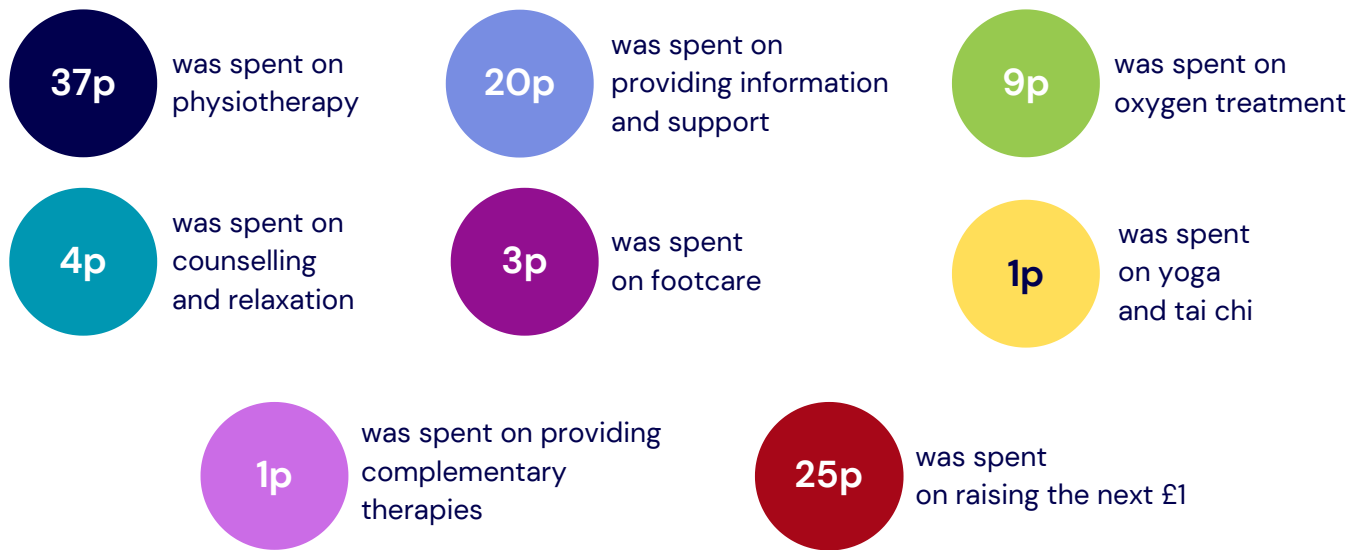 37p
was spent on
physiotherapy
20p
was spent on
providing information
and support
9p
was spent on
oxygen treatment
4p
was spent on
counselling
and relaxation
3p
was spent
on footcare
1p
was spent
on yoga
and tai chi
1p
was spent on providing
complementary
therapies
25p
was spent
on raising the next £1